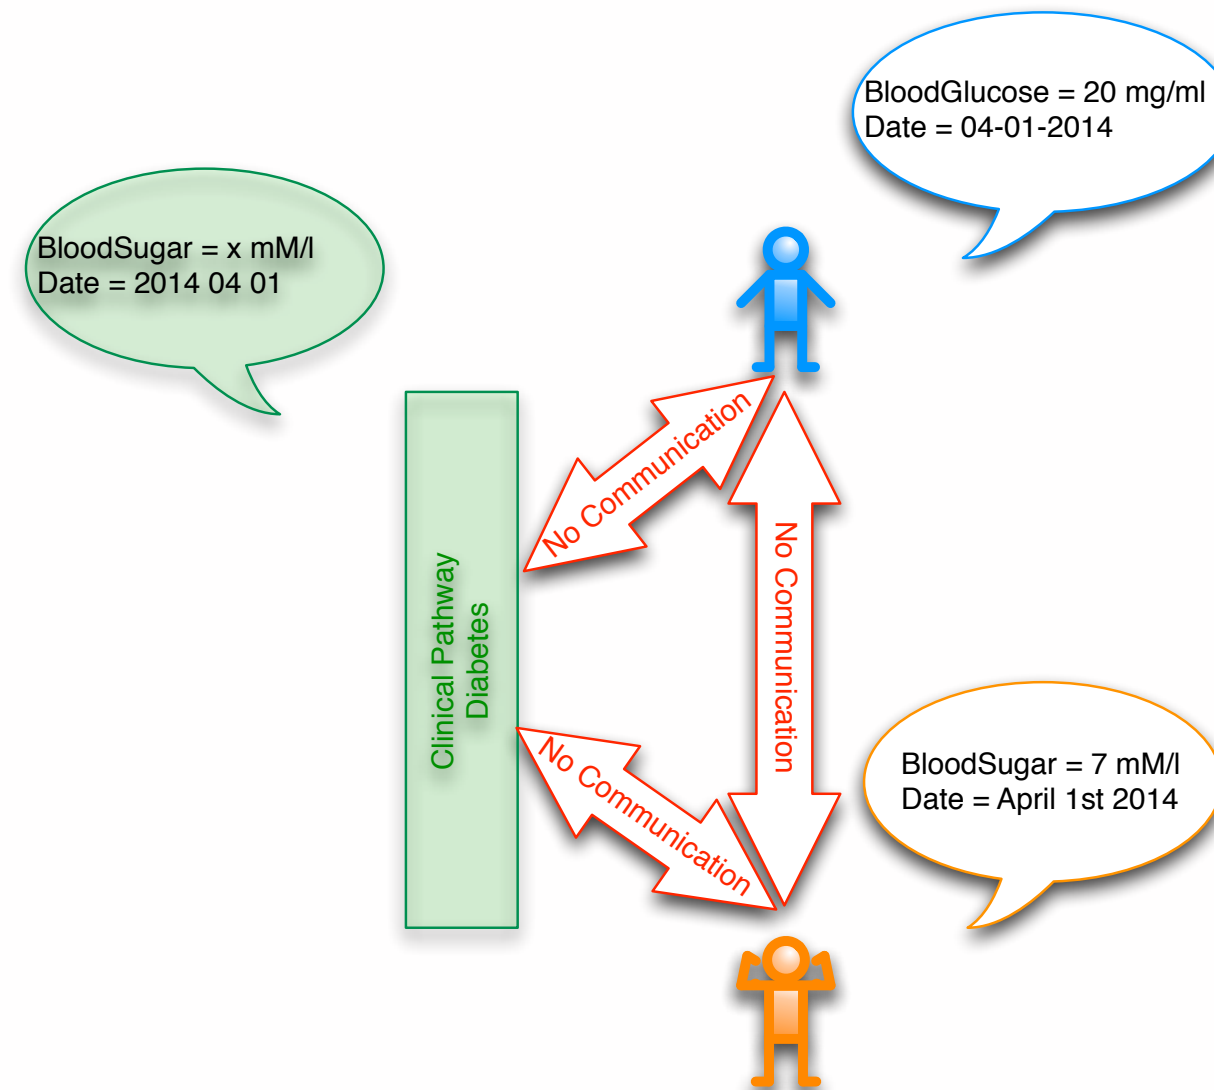 BloodGlucose = 20 mg/ml
Date = 04-01-2014
BloodSugar = x mM/l
Date = 2014 04 01
No Communication
Clinical Pathway
Diabetes
No Communication
No Communication
BloodSugar = 7 mM/l
Date = April 1st 2014